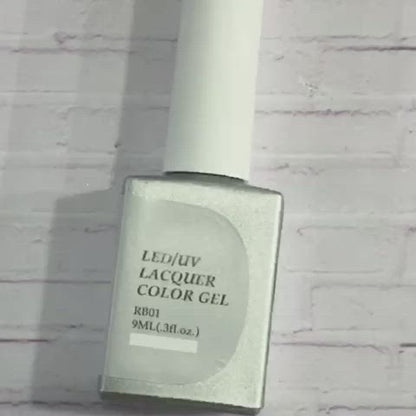 LED/UV
LACQUER
COLOR GEL
RB01
9ML(.3fl.oz.)